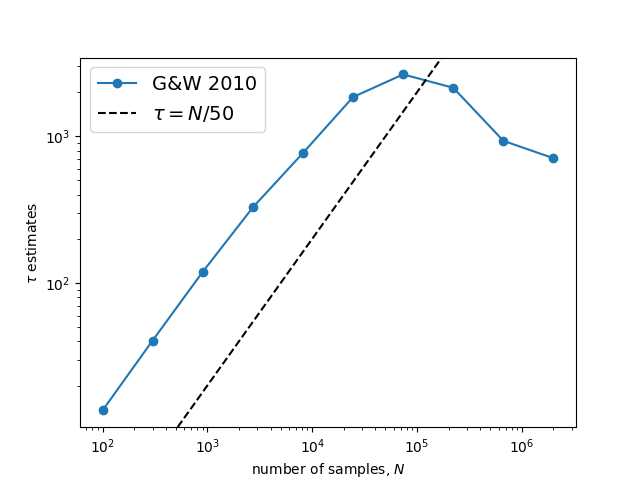 G&W 2010
τ = N/50
10³
10²
τ estimates
10² 10³ 10⁴ 10⁵ 10⁶
number of samples, N